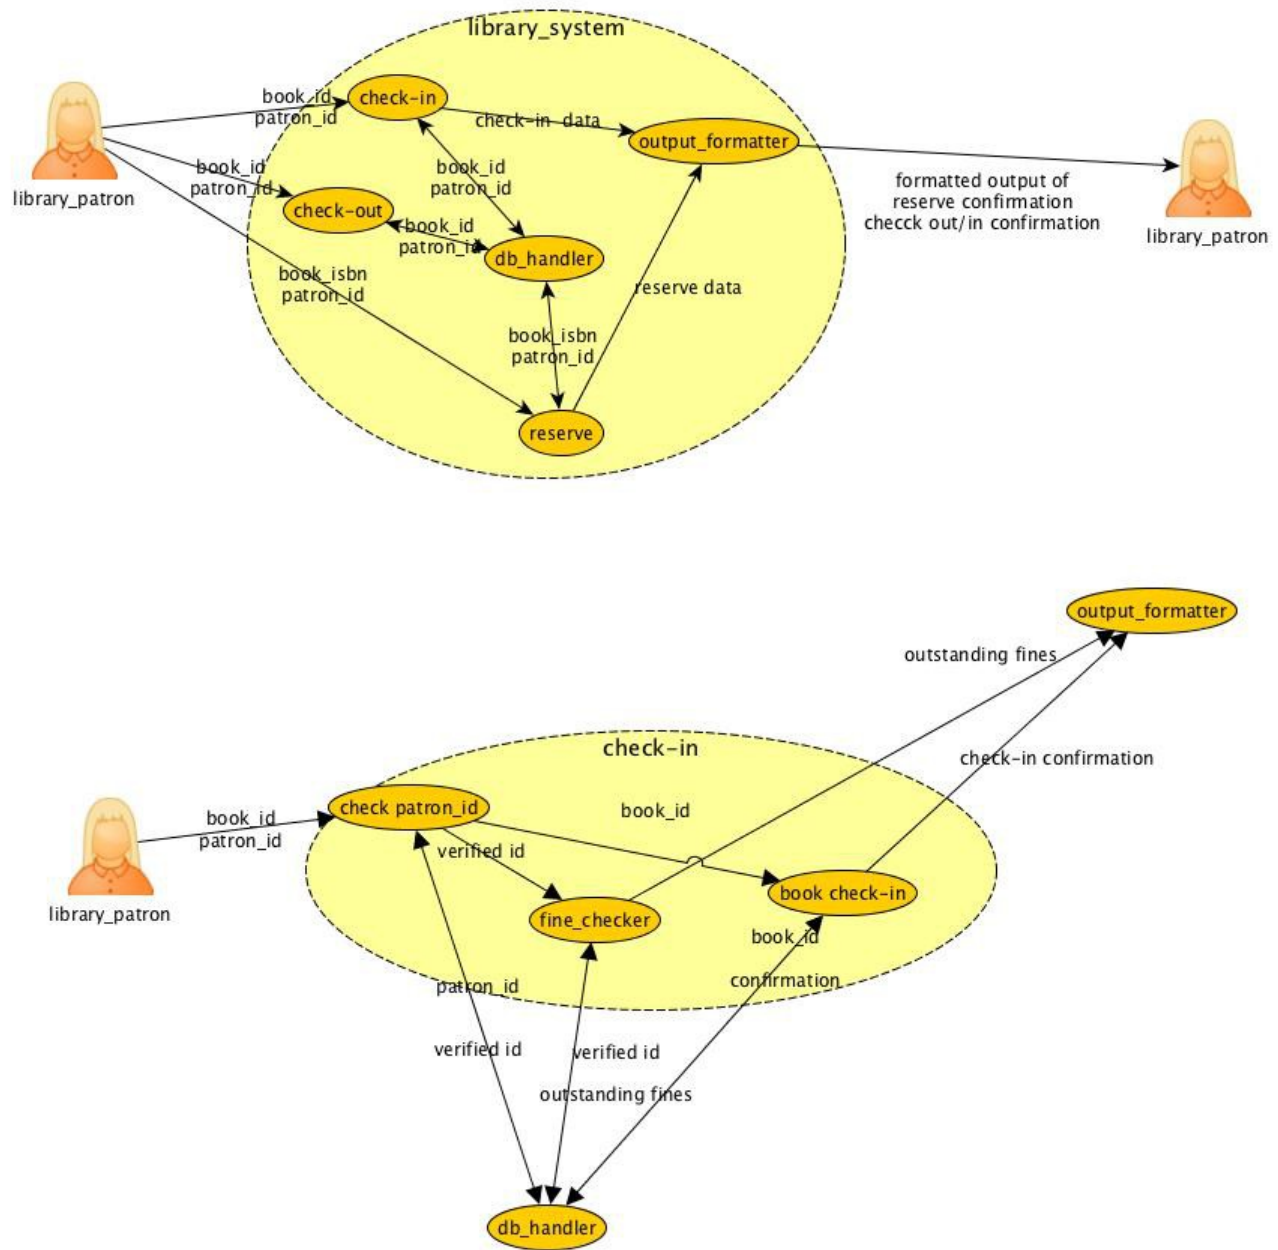 library_system
check-in
book_id
patron_id
check-in data
output_formatter
library_patron
book_id
patron_id
book_id
patron_id
formatted output of
reserve confirmation
checck out/in confirmation
library_patron
check-out
book_id
patron_id
db_handler
book_isbn
patron_id
reserve data
book_isbn
patron_id
reserve
output_formatter
outstanding fines
check-in
check-in confirmation
check patron_id
book_id
book_id
patron_id
verified id
book check-in
library_patron
fine_checker
book_id
confirmation
patron_id
verified id
verified id
outstanding fines
db_handler